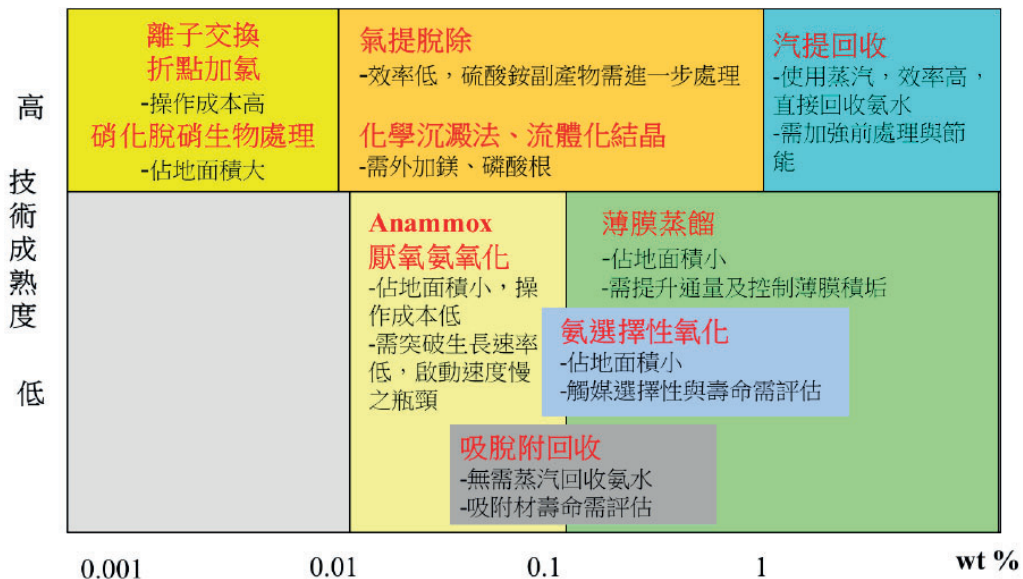 高
技
術
成
熟
度
低
離子交換
折點加氯
-操作成本高
硝化脫硝生物處理
-佔地面積大
氣提脫除
-效率低，硫酸銨副產物需進一步處理
化學沉澱法、流體化結晶
-需外加鎂、磷酸根
汽提回收
-使用蒸汽，效率高，
直接回收氨水
-需加強前處理與節
能
Anammox
厭氧氨氧化
-佔地面積小，操
作成本低
-需突破生長速率
低，啟動速度慢
之瓶頸
薄膜蒸餾
-佔地面積小
-需提升通量及控制薄膜積垢
氨選擇性氧化
-佔地面積小
-觸媒選擇性與壽命需評估
吸脫附回收
-無需蒸汽回收氨水
-吸附材壽命需評估
0.001 0.01 0.1 1 wt %